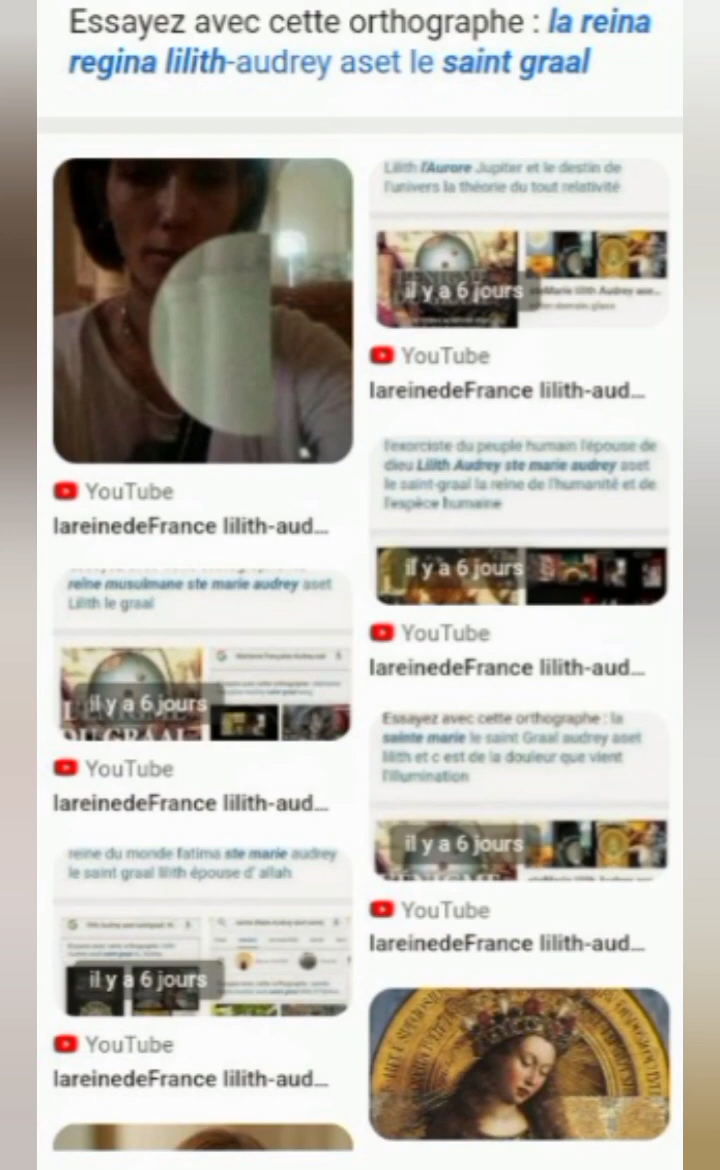 Essayez avec cette orthographe : la reina
regina lilith-audrey aset le saint graal
YouTube
lareinedeFrance lilith-aud...
reine musulmane ste marie audrey aset
Lilith le graal
il y a 6 jours
DU GRAAL
YouTube
lareinedeFrance lilith-aud...
reine du monde fatima ste marie audrey
le saint graal lilith épouse d' allah
il y a 6 jours
YouTube
lareinedeFrance lilith-aud...
Lilith l'Aurore Jupiter et le destin de
l'univers la théorie du tout relativité
il y a 6 jours
YouTube
lareinedeFrance lilith-aud...
l'exorciste du peuple humain l'épouse de
dieu Lilith Audrey ste marie audrey aset
le saint-graal la reine de l'humanité et de
l'espèce humaine
il y a 6 jours
YouTube
lareinedeFrance lilith-aud...
Essayez avec cette orthographe : la
sainte marie le saint Graal audrey aset
lilith et c est de la douleur que vient
l'illumination
il y a 6 jours
YouTube
lareinedeFrance lilith-aud...